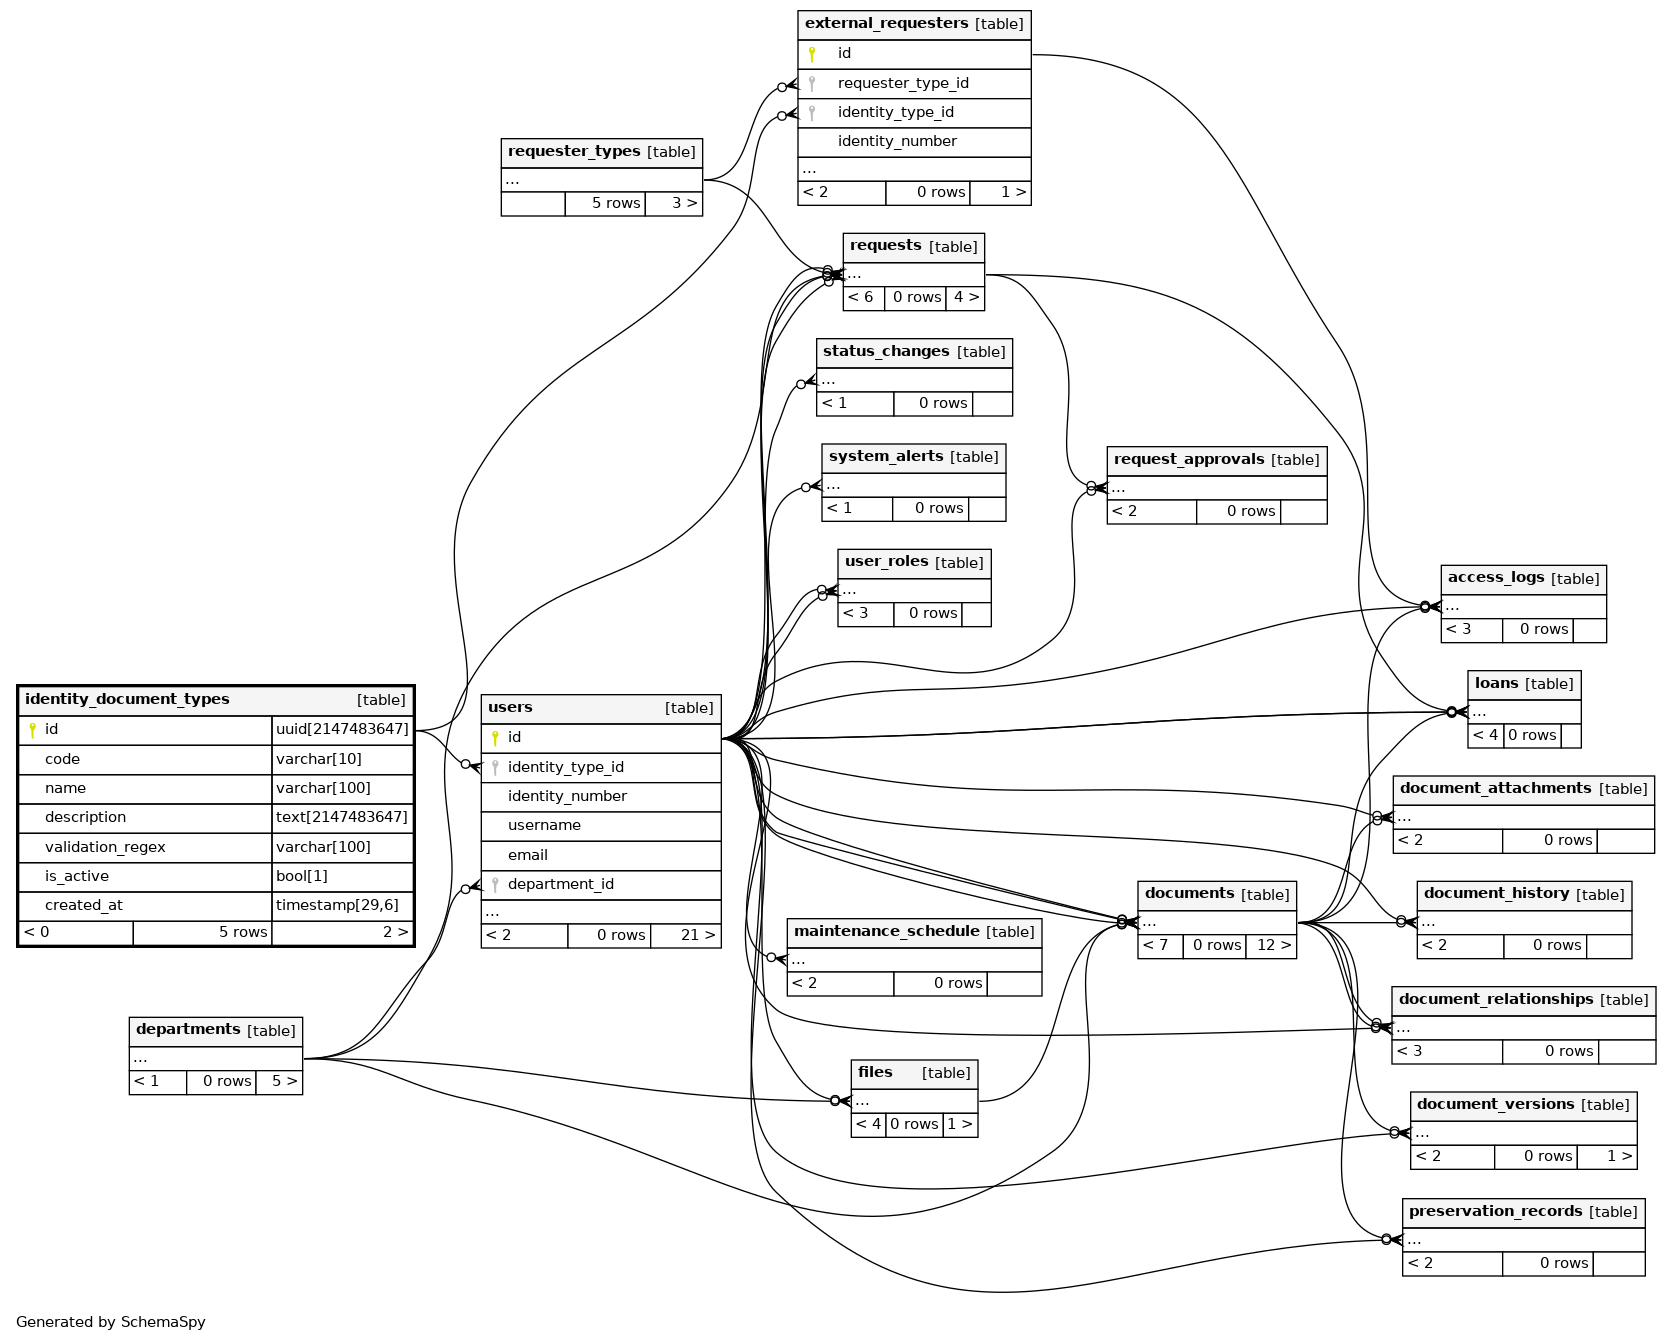 external_requesters [table]
id
requester_type_id
identity_type_id
identity_number
...
< 2 0 rows 1 >
requester_types [table]
...
5 rows 3 >
requests [table]
...
< 6 0 rows 4 >
status_changes [table]
...
< 1 0 rows
system_alerts [table]
...
< 1 0 rows
request_approvals [table]
...
< 2 0 rows
user_roles [table]
...
< 3 0 rows
access_logs [table]
...
< 3 0 rows
loans [table]
...
< 4 0 rows
identity_document_types [table]
id uuid[2147483647]
code varchar[10]
name varchar[100]
description text[2147483647]
validation_regex varchar[100]
is_active bool[1]
created_at timestamp[29,6]
< 0 5 rows 2 >
users [table]
id
identity_type_id
identity_number
username
email
department_id
...
< 2 0 rows 21 >
document_attachments [table]
...
< 2 0 rows
documents [table]
...
< 7 0 rows 12 >
document_history [table]
...
< 2 0 rows
maintenance_schedule [table]
...
< 2 0 rows
document_relationships [table]
...
< 3 0 rows
departments [table]
...
< 1 0 rows 5 >
files [table]
...
< 4 0 rows 1 >
document_versions [table]
...
< 2 0 rows 1 >
preservation_records [table]
...
< 2 0 rows
Generated by SchemaSpy